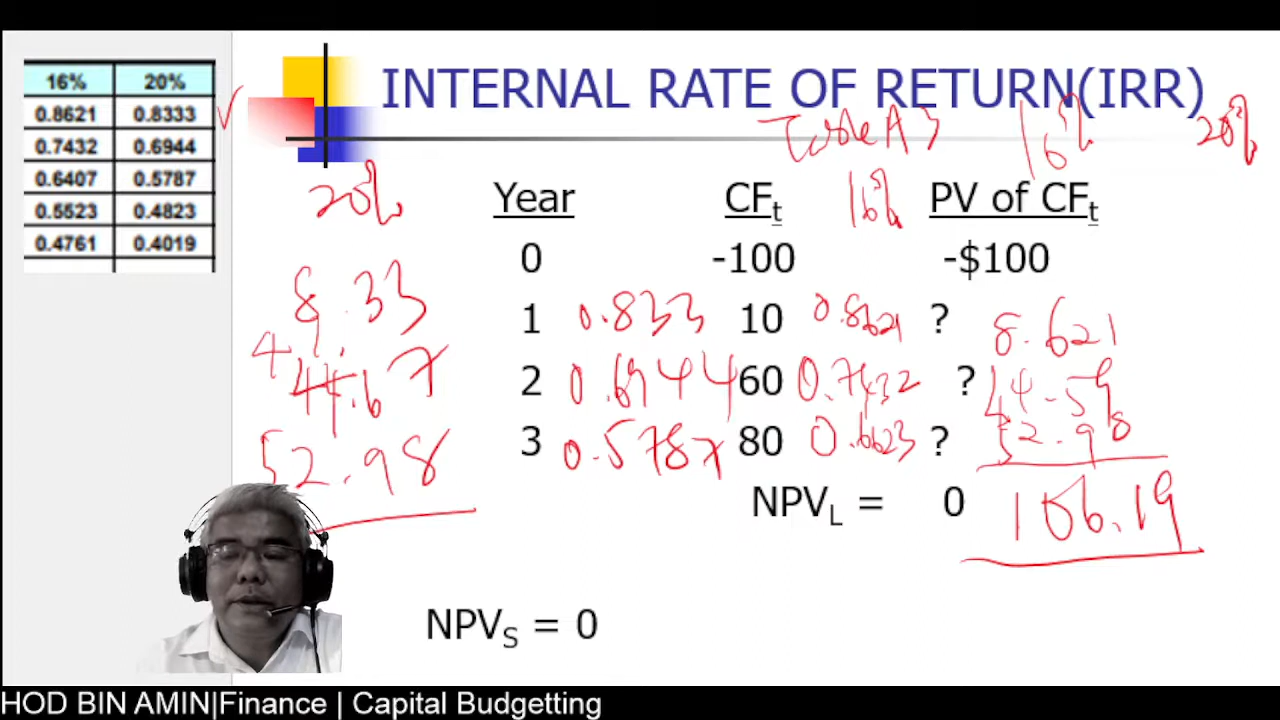 16% 20%
0.8621 0.8333
0.7432 0.6944
0.6407 0.5787
0.5523 0.4823
0.4761 0.4019
INTERNAL RATE OF RETURN(IRR)
Table A3 16% 20%
20% Year CFt 16% PV of CFt
0 -100 -$100
8.33 1 0.833 10 0.8621 ? 8.621
2 0.6944 60 0.7432 ? 44.59
52.98 3 0.5787 80 0.6623 ? 52.98
NPVL = 0 106.19
NPVS = 0
HOD BIN AMIN|Finance | Capital Budgetting